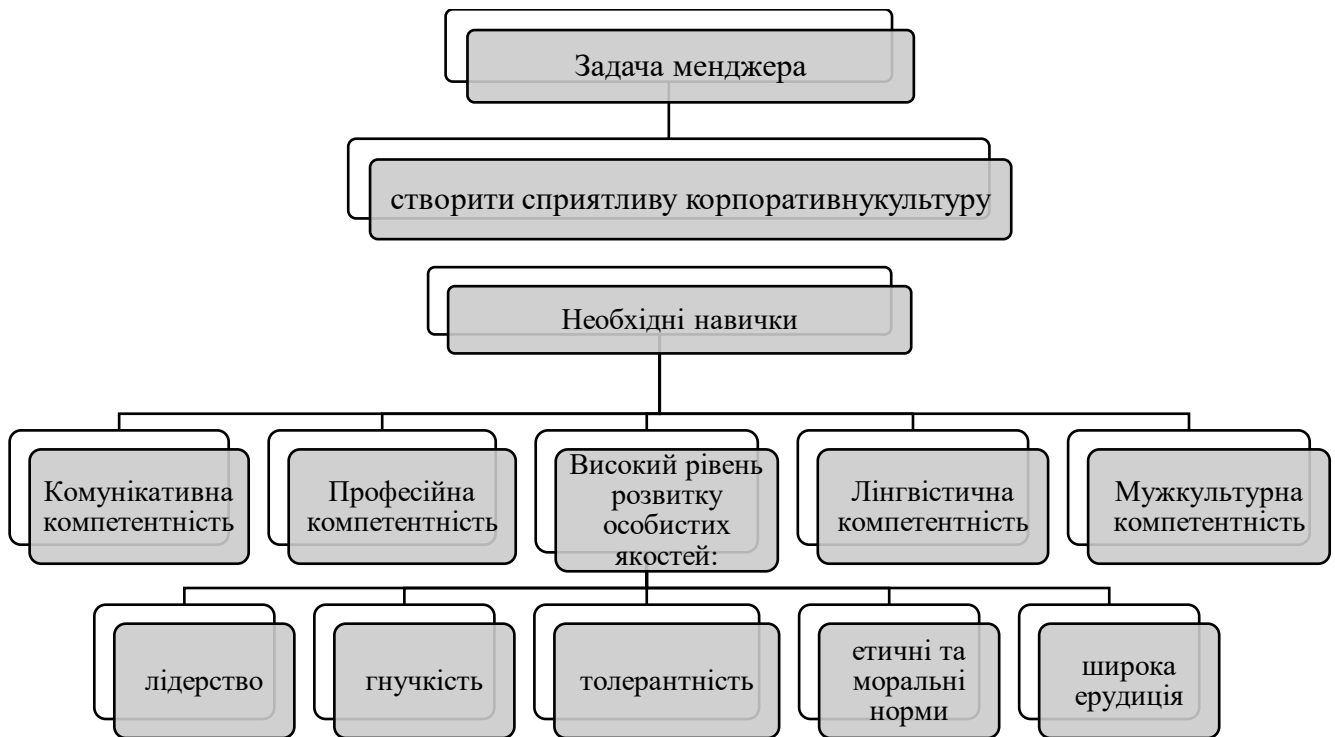 Задача менджера
створити сприятливу корпоративнукультуру
Необхідні навички
Комунікативна
компетентність
Професійна
компетентність
Високий рівень
розвитку
особистих
якостей:
Лінгвістична
компетентність
Мужкультурна
компетентність
лідерство
гнучкість
толерантність
етичні та
моральні
норми
широка
ерудиція